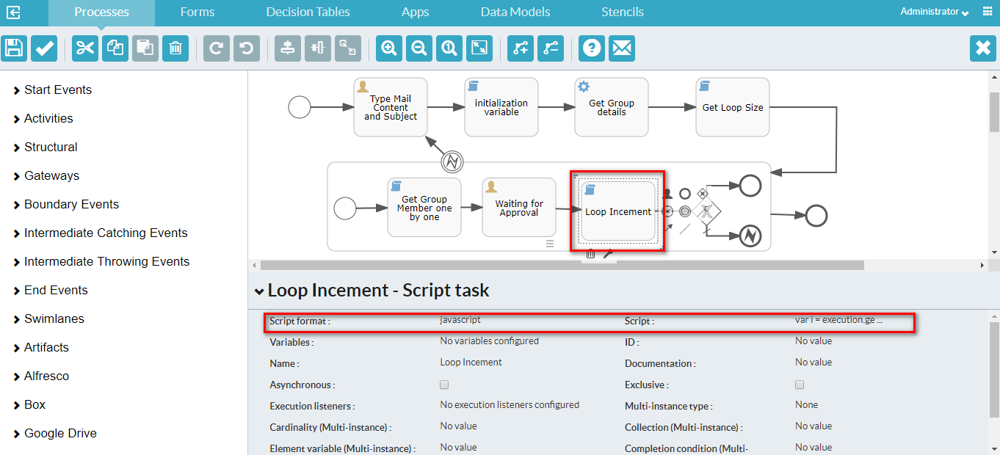 Processes
Forms
Decision Tables
Apps
Data Models
Stencils
Administrator
Start Events
Activities
Structural
Gateways
Boundary Events
Intermediate Catching Events
Intermediate Throwing Events
End Events
Swimlanes
Artifacts
Alfresco
Box
Google Drive
Type Mail
Content
and Subject
initialization
variable
Get Group
details
Get Loop Size
Get Group
Member one
by one
Waiting for
Approval
Loop Incement
Loop Incement - Script task
Script format : javascript Script : var i = execution.ge ...
Variables : No variables configured ID : No value
Name : Loop Incement Documentation : No value
Asynchronous : Exclusive :
Execution listeners : No execution listeners configured Multi-instance type : None
Cardinality (Multi-instance) : No value Collection (Multi-instance) : No value
Element variable (Multi-instance) : No value Completion condition (Multi- No value